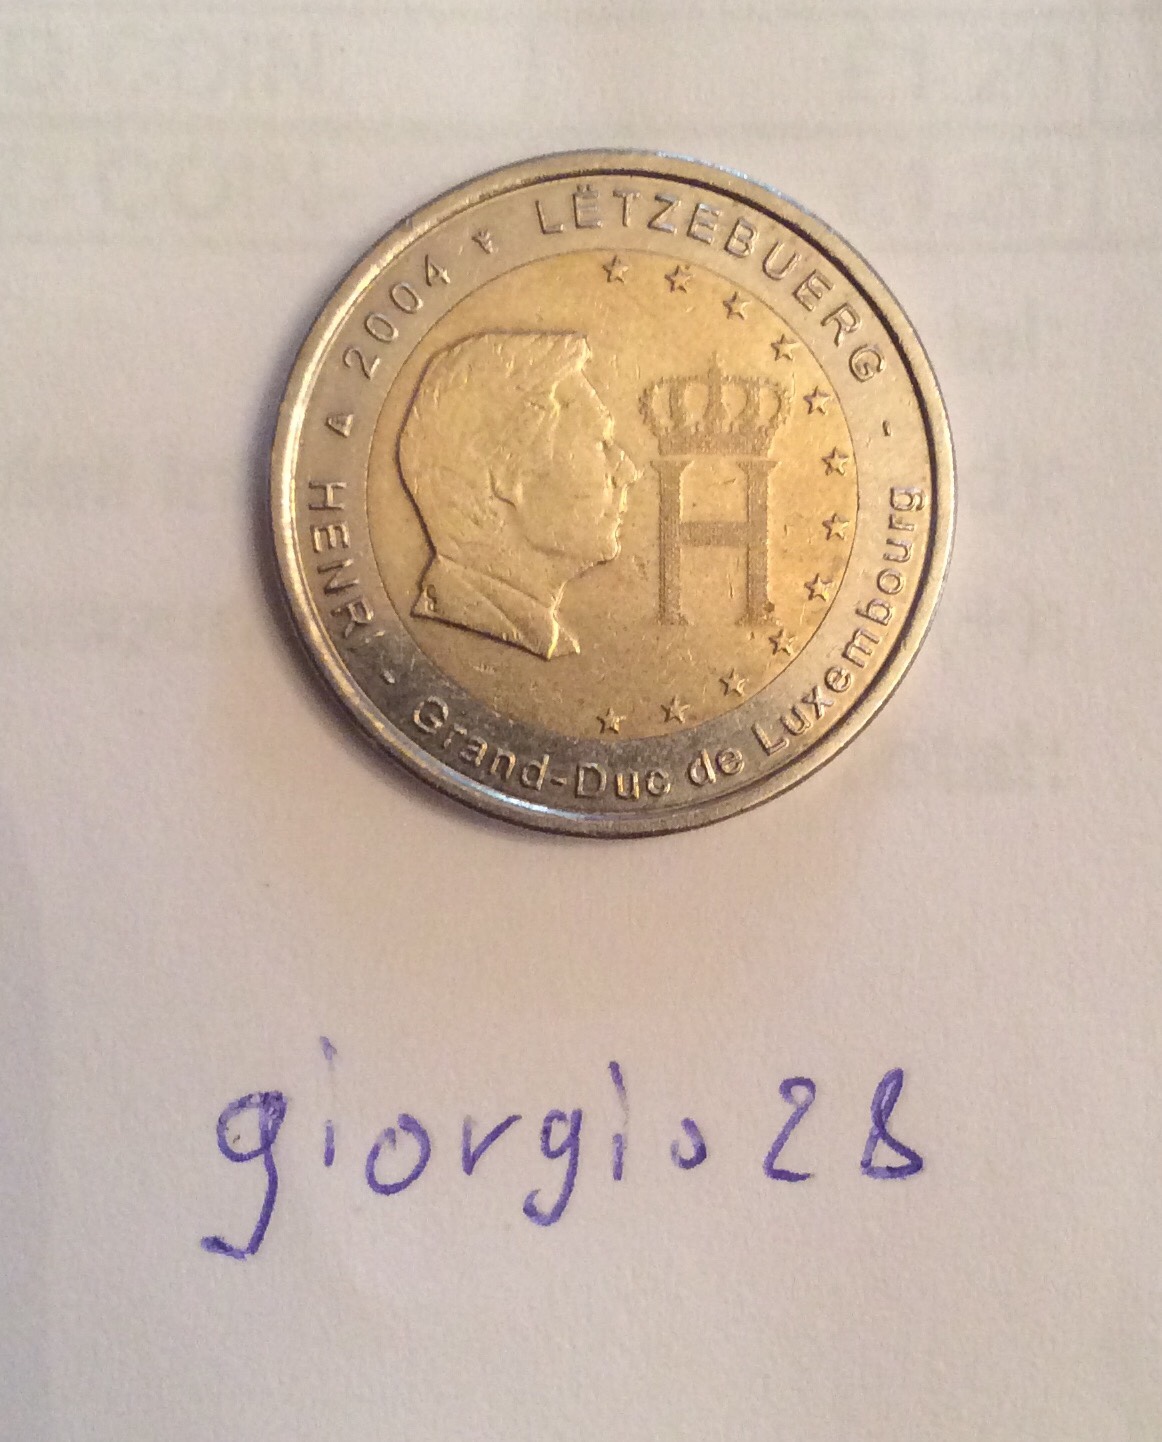 LËTZEBUERG - HENRI - Grand-Duc de Luxembourg
2004
H
giorgio28